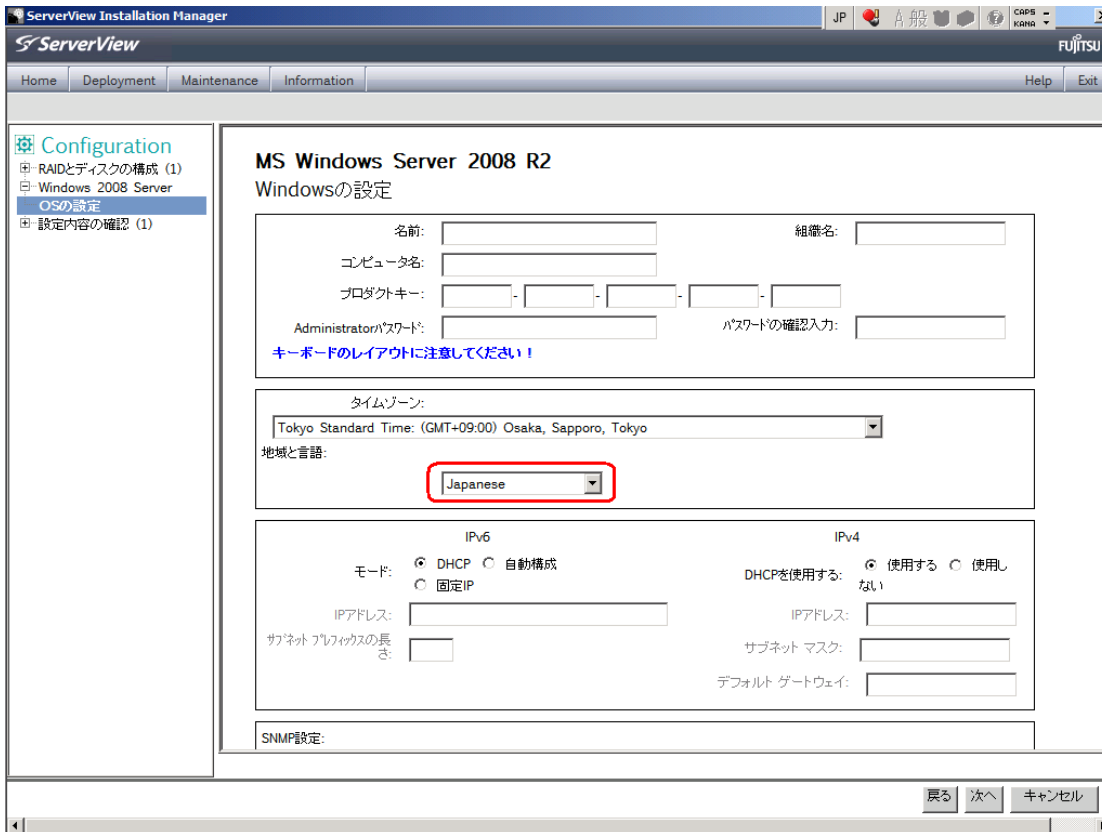 ServerView Installation Manager
JP
A 般
CAPS
KANA
ServerView
FUJITSU
Home Deployment Maintenance Information Help Exit
Configuration
RAIDとディスクの構成 (1)
Windows 2008 Server
OSの設定
設定内容の確認 (1)
MS Windows Server 2008 R2
Windowsの設定
名前: 組織名:
コンピュータ名:
プロダクトキー: - - - -
Administratorパスワード: パスワードの確認入力:
キーボードのレイアウトに注意してください!
タイムゾーン:
Tokyo Standard Time: (GMT+09:00) Osaka, Sapporo, Tokyo
地域と言語:
Japanese
IPv6 IPv4
モード: DHCP 自動構成
固定IP
DHCPを使用する: 使用する 使用し
ない
IPアドレス: IPアドレス:
サブネット プレフィックスの長
さ:
サブネット マスク:
デフォルト ゲートウェイ:
SNMP設定:
戻る 次へ キャンセル